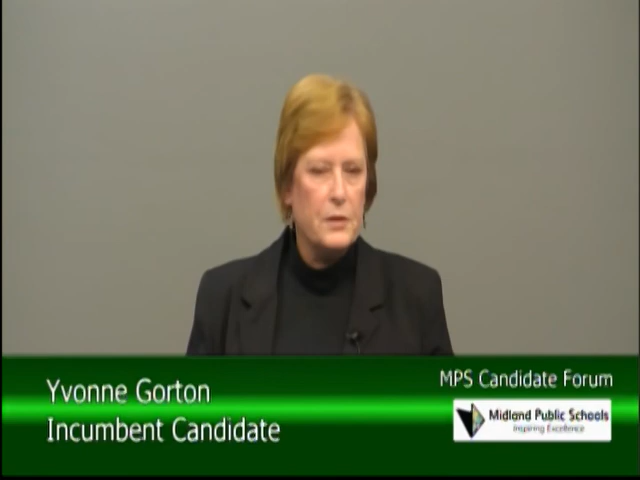 Yvonne Gorton
Incumbent Candidate
MPS Candidate Forum
Midland Public Schools
Inspiring Excellence